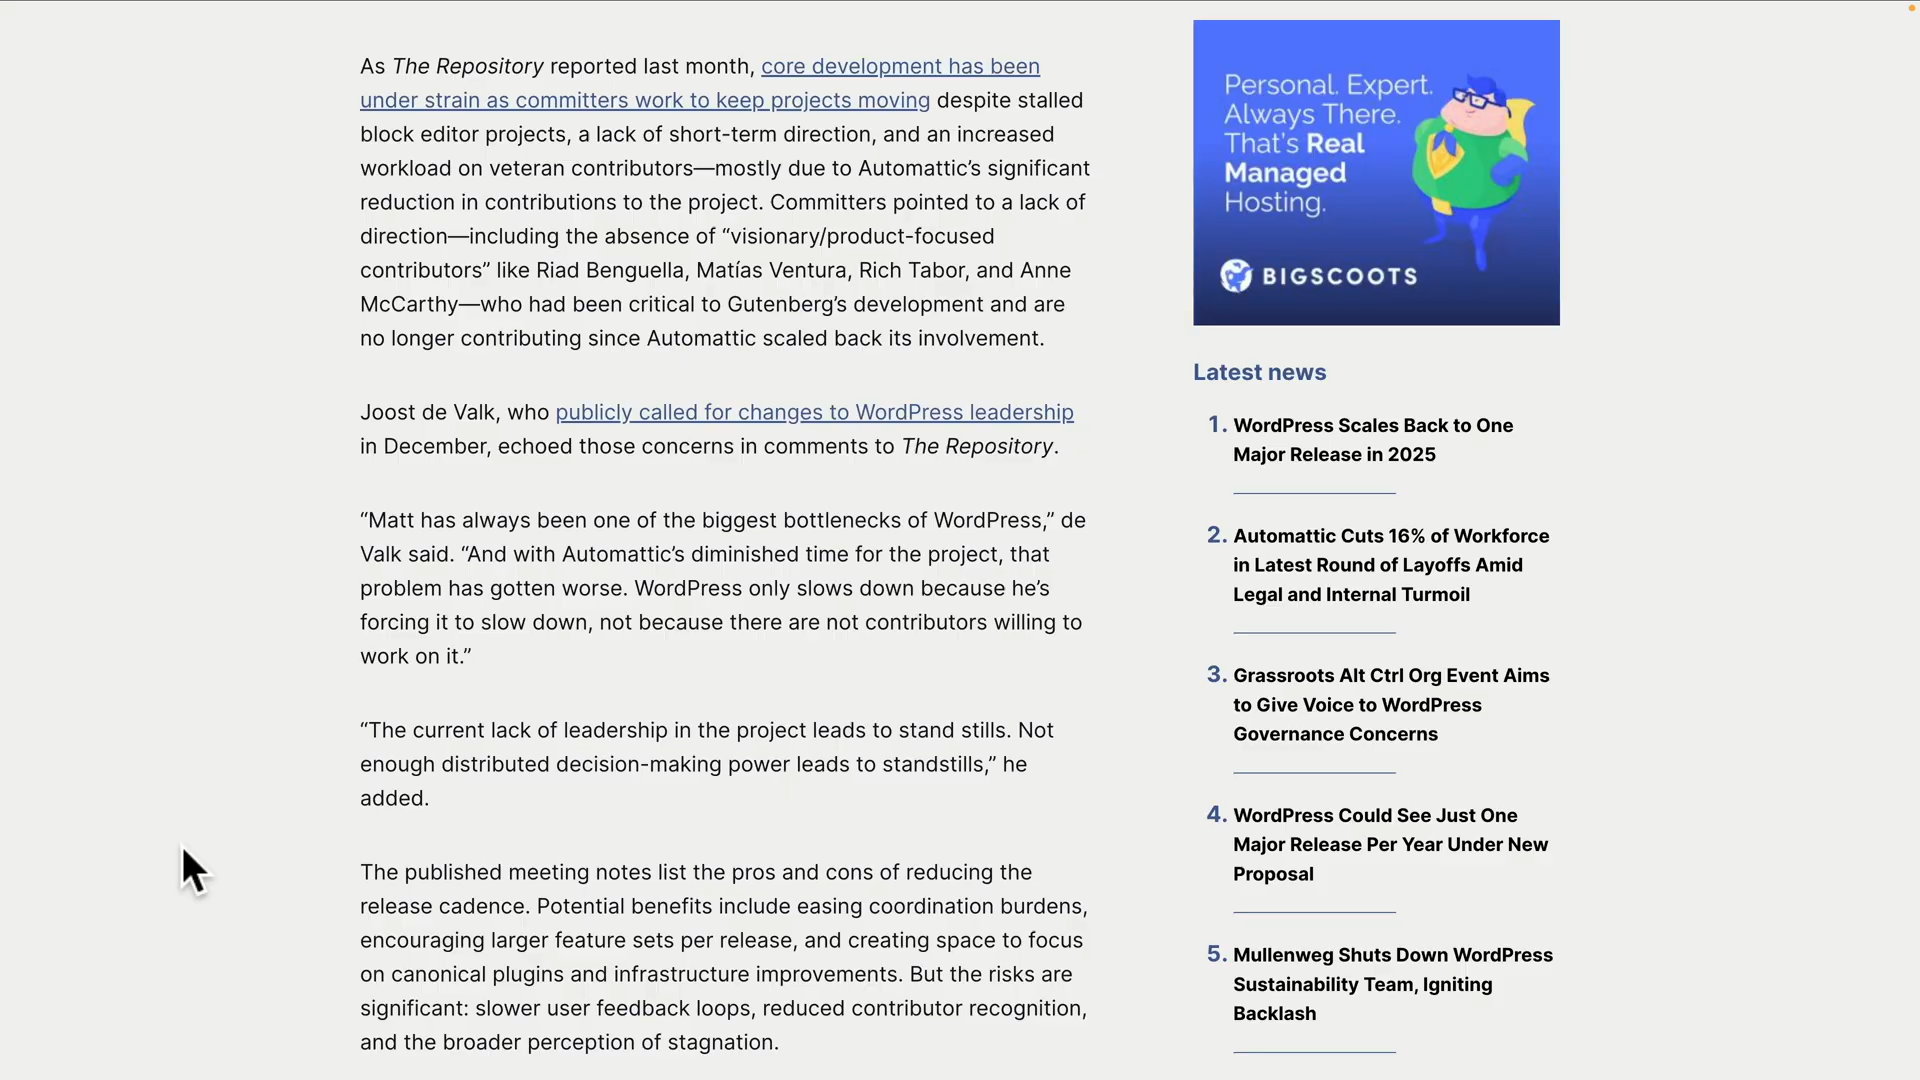 As The Repository reported last month, core development has been
under strain as committers work to keep projects moving despite stalled
block editor projects, a lack of short-term direction, and an increased
workload on veteran contributors—mostly due to Automattic’s significant
reduction in contributions to the project. Committers pointed to a lack of
direction—including the absence of “visionary/product-focused
contributors” like Riad Benguella, Matías Ventura, Rich Tabor, and Anne
McCarthy—who had been critical to Gutenberg’s development and are
no longer contributing since Automattic scaled back its involvement.
Joost de Valk, who publicly called for changes to WordPress leadership
in December, echoed those concerns in comments to The Repository.
“Matt has always been one of the biggest bottlenecks of WordPress,” de
Valk said. “And with Automattic’s diminished time for the project, that
problem has gotten worse. WordPress only slows down because he’s
forcing it to slow down, not because there are not contributors willing to
work on it.”
“The current lack of leadership in the project leads to stand stills. Not
enough distributed decision-making power leads to standstills,” he
added.
The published meeting notes list the pros and cons of reducing the
release cadence. Potential benefits include easing coordination burdens,
encouraging larger feature sets per release, and creating space to focus
on canonical plugins and infrastructure improvements. But the risks are
significant: slower user feedback loops, reduced contributor recognition,
and the broader perception of stagnation.
Personal. Expert.
Always There.
That’s Real
Managed
Hosting.
BIGSCOOTS
Latest news
1. WordPress Scales Back to One
Major Release in 2025
2. Automattic Cuts 16% of Workforce
in Latest Round of Layoffs Amid
Legal and Internal Turmoil
3. Grassroots Alt Ctrl Org Event Aims
to Give Voice to WordPress
Governance Concerns
4. WordPress Could See Just One
Major Release Per Year Under New
Proposal
5. Mullenweg Shuts Down WordPress
Sustainability Team, Igniting
Backlash